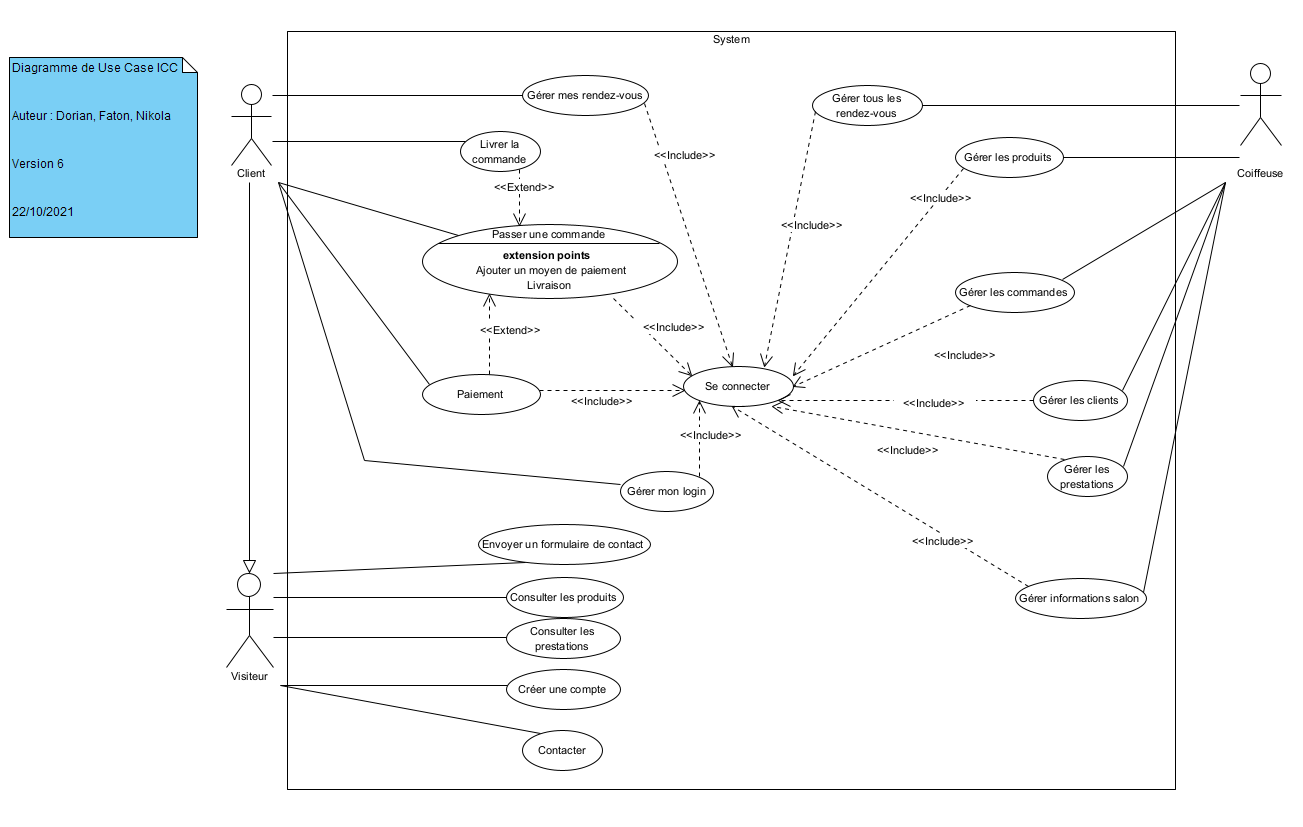 System
Diagramme de Use Case ICC
Auteur : Dorian, Faton, Nikola
Version 6
22/10/2021
Client
Coiffeuse
Visiteur
Gérer mes rendez-vous
Livrer la
commande
<<Extend>>
Passer une commande
extension points
Ajouter un moyen de paiement
Livraison
<<Extend>>
Paiement
<<Include>>
<<Include>>
<<Include>>
Se connecter
<<Include>>
Gérer mon login
Envoyer un formulaire de contact
Consulter les produits
Consulter les
prestations
Créer une compte
Contacter
Gérer tous les
rendez-vous
<<Include>>
Gérer les produits
<<Include>>
Gérer les commandes
<<Include>>
Gérer les clients
<<Include>>
Gérer les
prestations
<<Include>>
Gérer informations salon
<<Include>>